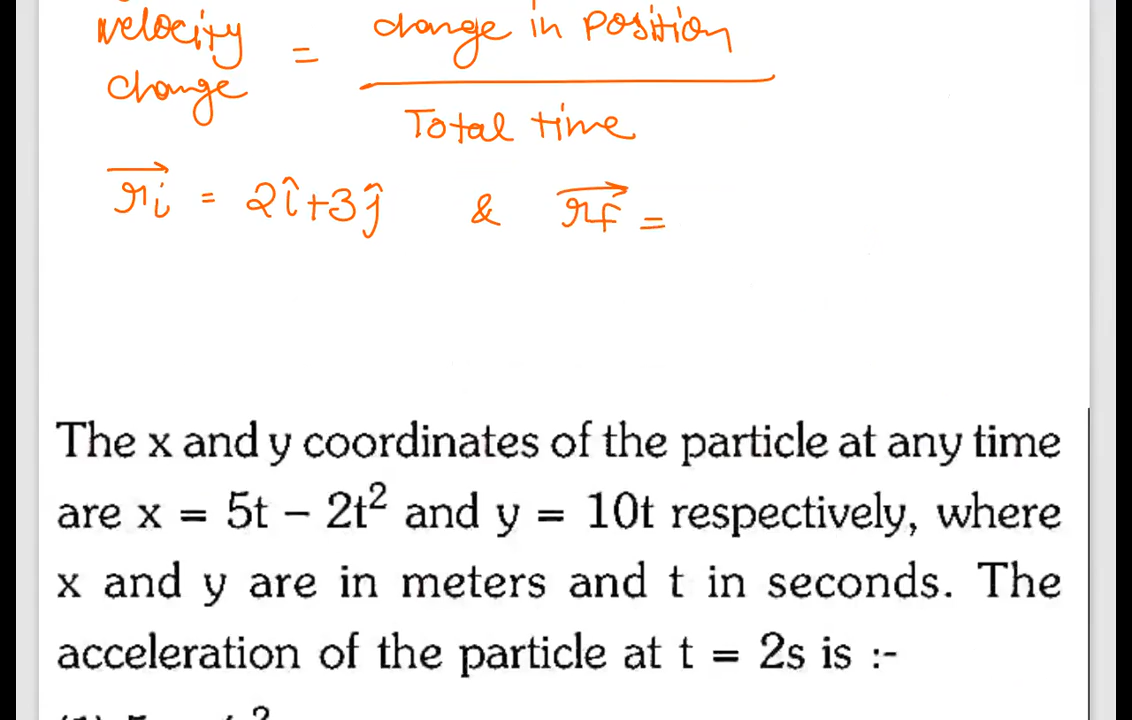 velocity change = change in position / Total time
r⃗i = 2î+3ĵ & r⃗f =
The x and y coordinates of the particle at any time
are x = 5t – 2t² and y = 10t respectively, where
x and y are in meters and t in seconds. The
acceleration of the particle at t = 2s is :-